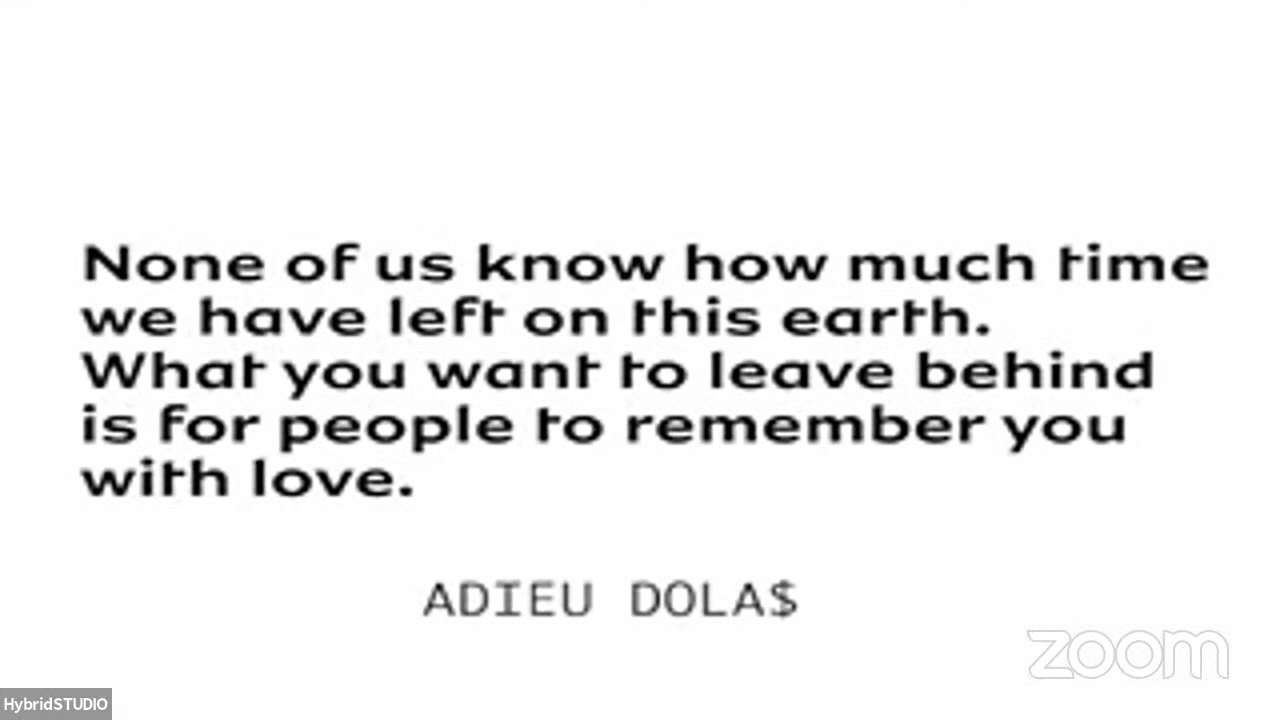 None of us know how much time
we have left on this earth.
What you want to leave behind
is for people to remember you
with love.
ADIEU DOLA$
zoom
HybridSTUDIO